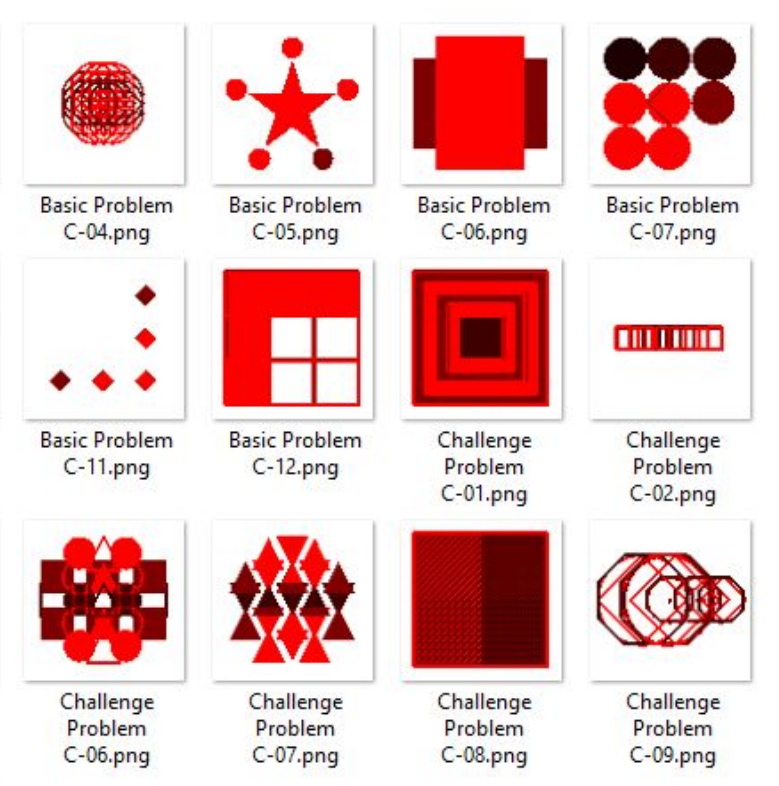 Basic Problem
C-04.png
Basic Problem
C-05.png
Basic Problem
C-06.png
Basic Problem
C-07.png
Basic Problem
C-11.png
Basic Problem
C-12.png
Challenge
Problem
C-01.png
Challenge
Problem
C-02.png
Challenge
Problem
C-06.png
Challenge
Problem
C-07.png
Challenge
Problem
C-08.png
Challenge
Problem
C-09.png